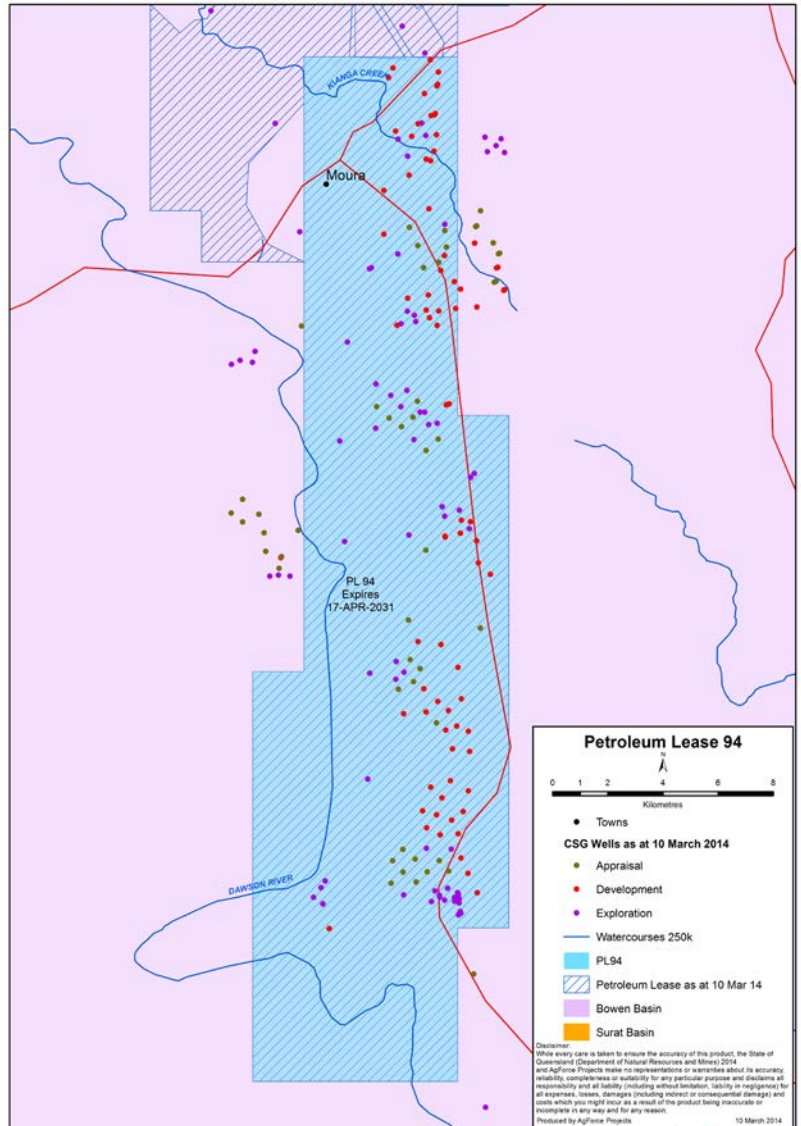 KIANGA CREEK
Moura
PL 94
Expires
17-APR-2031
DAWSON RIVER
Petroleum Lease 94
N
0 1 2 4 6 8
Kilometres
Towns
CSG Wells as at 10 March 2014
Appraisal
Development
Exploration
Watercourses 250k
PL94
Petroleum Lease as at 10 Mar 14
Bowen Basin
Surat Basin
Disclaimer:
While every care is taken to ensure the accuracy of this product, the State of
Queensland (Department of Natural Resources and Mines) 2014
and AgForce Projects make no representations or warranties about its accuracy,
reliability, completeness or suitability for any particular purpose and disclaims all
responsibility and all liability (including without limitation, liability in negligence) for
all expenses, losses, damages (including indirect or consequential damage) and
costs which you might incur as a result of the product being inaccurate or
incomplete in any way and for any reason.
Produced by AgForce Projects 10 March 2014